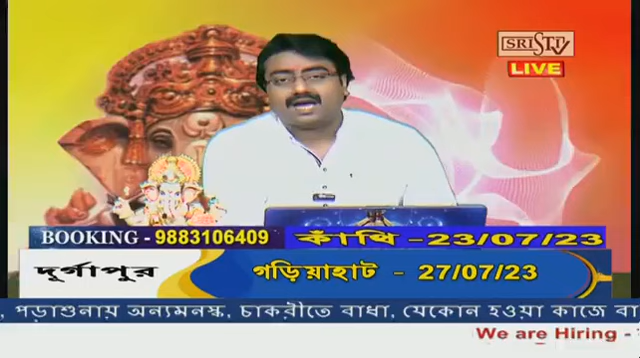 SRISTI TV
LIVE
BOOKING - 9883106409
কাঁথি - 23/07/23
দুর্গাপুর
গড়িয়াহাট - 27/07/23
, পড়াশুনায় অন্যমনস্ক, চাকরীতে বাধা, যেকোন হওয়া কাজে বা
We are Hiring -